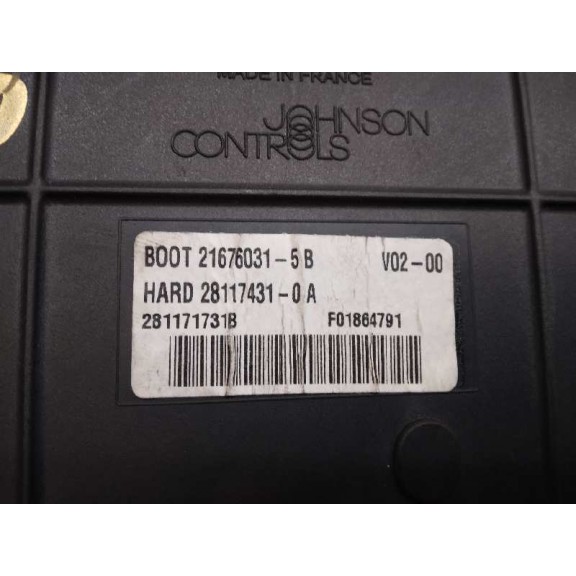 MADE IN FRANCE
JOHNSON
CONTROLS
BOOT 21676031-5 B V02-00
HARD 28117431-0 A
281171731B F01864791